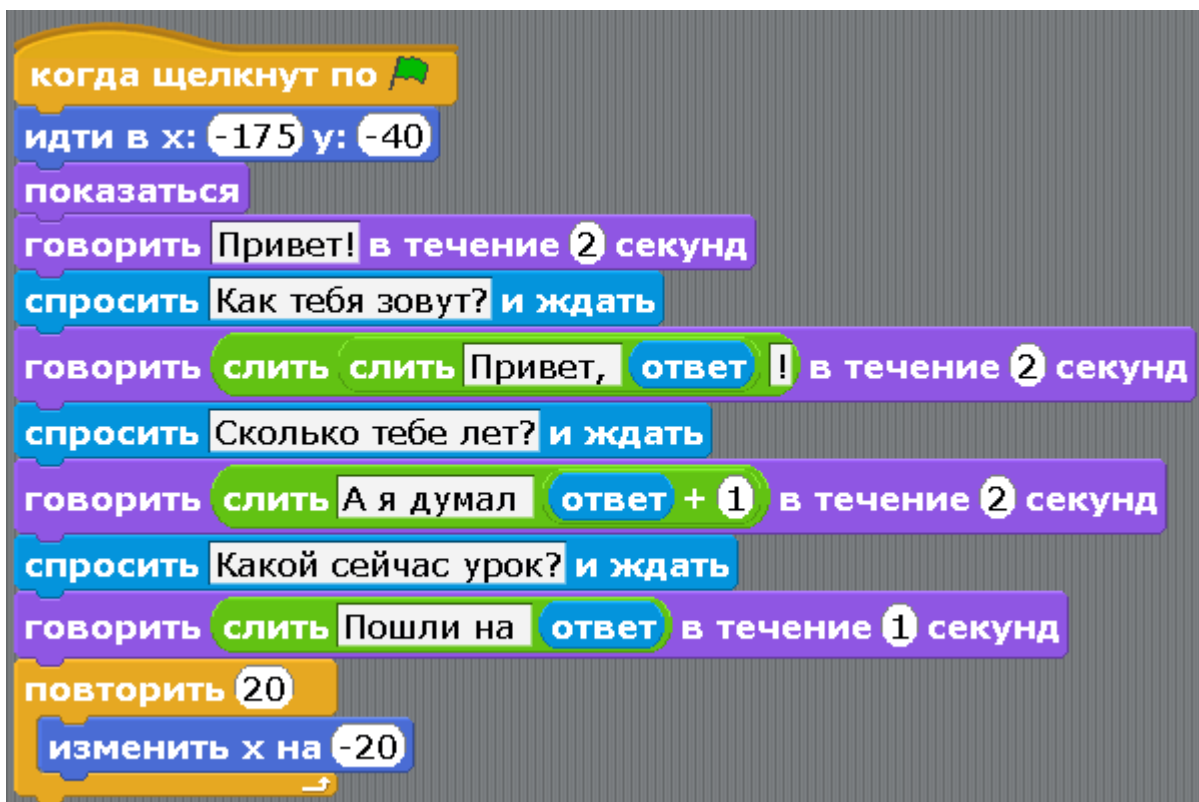 когда щелкнут по
идти в x: -175 y: -40
показаться
говорить Привет! в течение 2 секунд
спросить Как тебя зовут? и ждать
говорить слить слить Привет, ответ ! в течение 2 секунд
спросить Сколько тебе лет? и ждать
говорить слить А я думал ответ + 1 в течение 2 секунд
спросить Какой сейчас урок? и ждать
говорить слить Пошли на ответ в течение 1 секунд
повторить 20
изменить x на -20